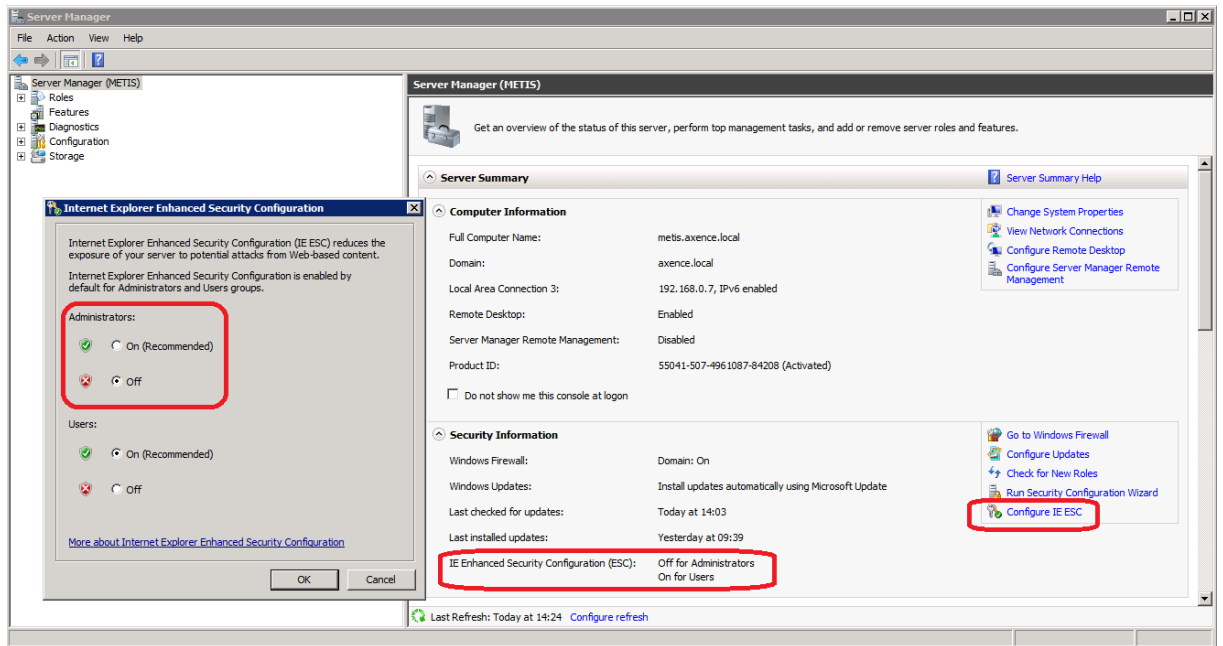 Server Manager
File Action View Help
Server Manager (METIS)
Roles
Features
Diagnostics
Configuration
Storage
Server Manager (METIS)
Get an overview of the status of this server, perform top management tasks, and add or remove server roles and features.
Server Summary
Server Summary Help
Computer Information
Full Computer Name: metis.axence.local
Domain: axence.local
Local Area Connection 3: 192.168.0.7, IPv6 enabled
Remote Desktop: Enabled
Server Manager Remote Management: Disabled
Product ID: 55041-507-4961087-84208 (Activated)
Do not show me this console at logon
Change System Properties
View Network Connections
Configure Remote Desktop
Configure Server Manager Remote
Management
Security Information
Windows Firewall: Domain: On
Windows Updates: Install updates automatically using Microsoft Update
Last checked for updates: Today at 14:03
Last installed updates: Yesterday at 09:39
IE Enhanced Security Configuration (ESC): Off for Administrators
On for Users
Go to Windows Firewall
Configure Updates
Check for New Roles
Run Security Configuration Wizard
Configure IE ESC
Last Refresh: Today at 14:24 Configure refresh
Internet Explorer Enhanced Security Configuration
Internet Explorer Enhanced Security Configuration (IE ESC) reduces the
exposure of your server to potential attacks from Web-based content.
Internet Explorer Enhanced Security Configuration is enabled by
default for Administrators and Users groups.
Administrators:
On (Recommended)
Off
Users:
On (Recommended)
Off
More about Internet Explorer Enhanced Security Configuration
OK Cancel